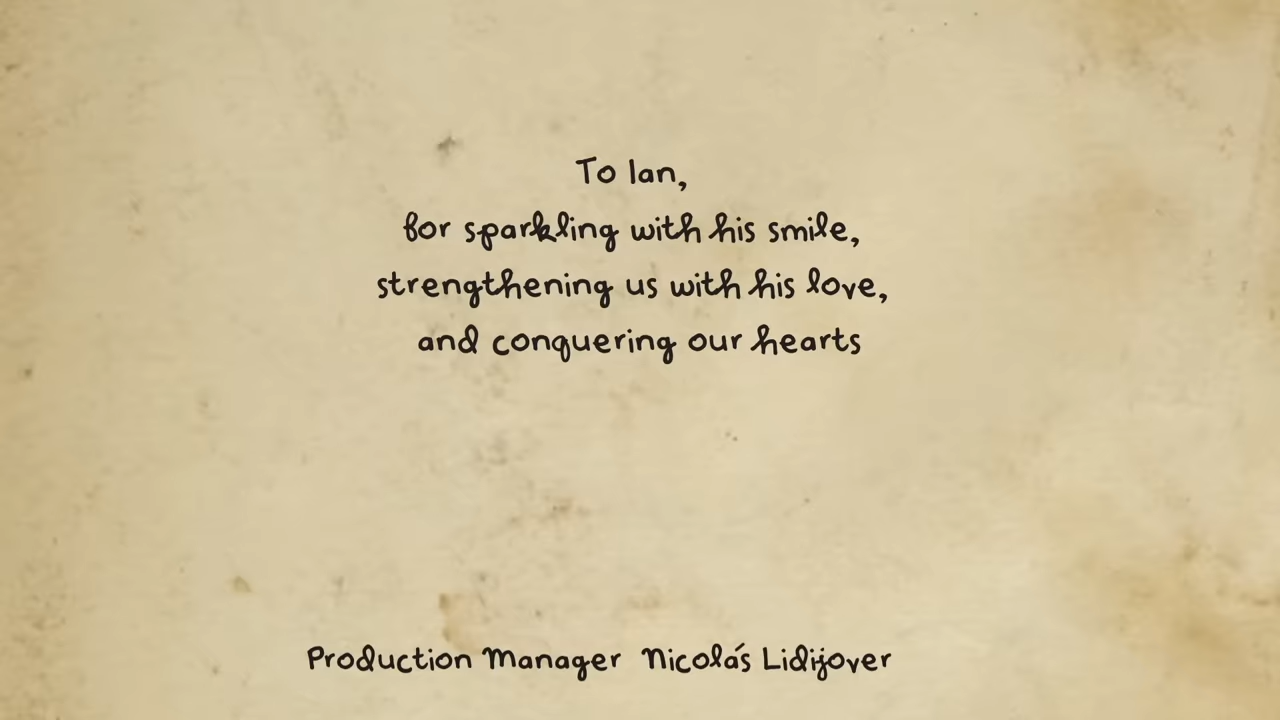 To Ian,
for sparkling with his smile,
strengthening us with his love,
and conquering our hearts
Production Manager Nicolás Lidijover